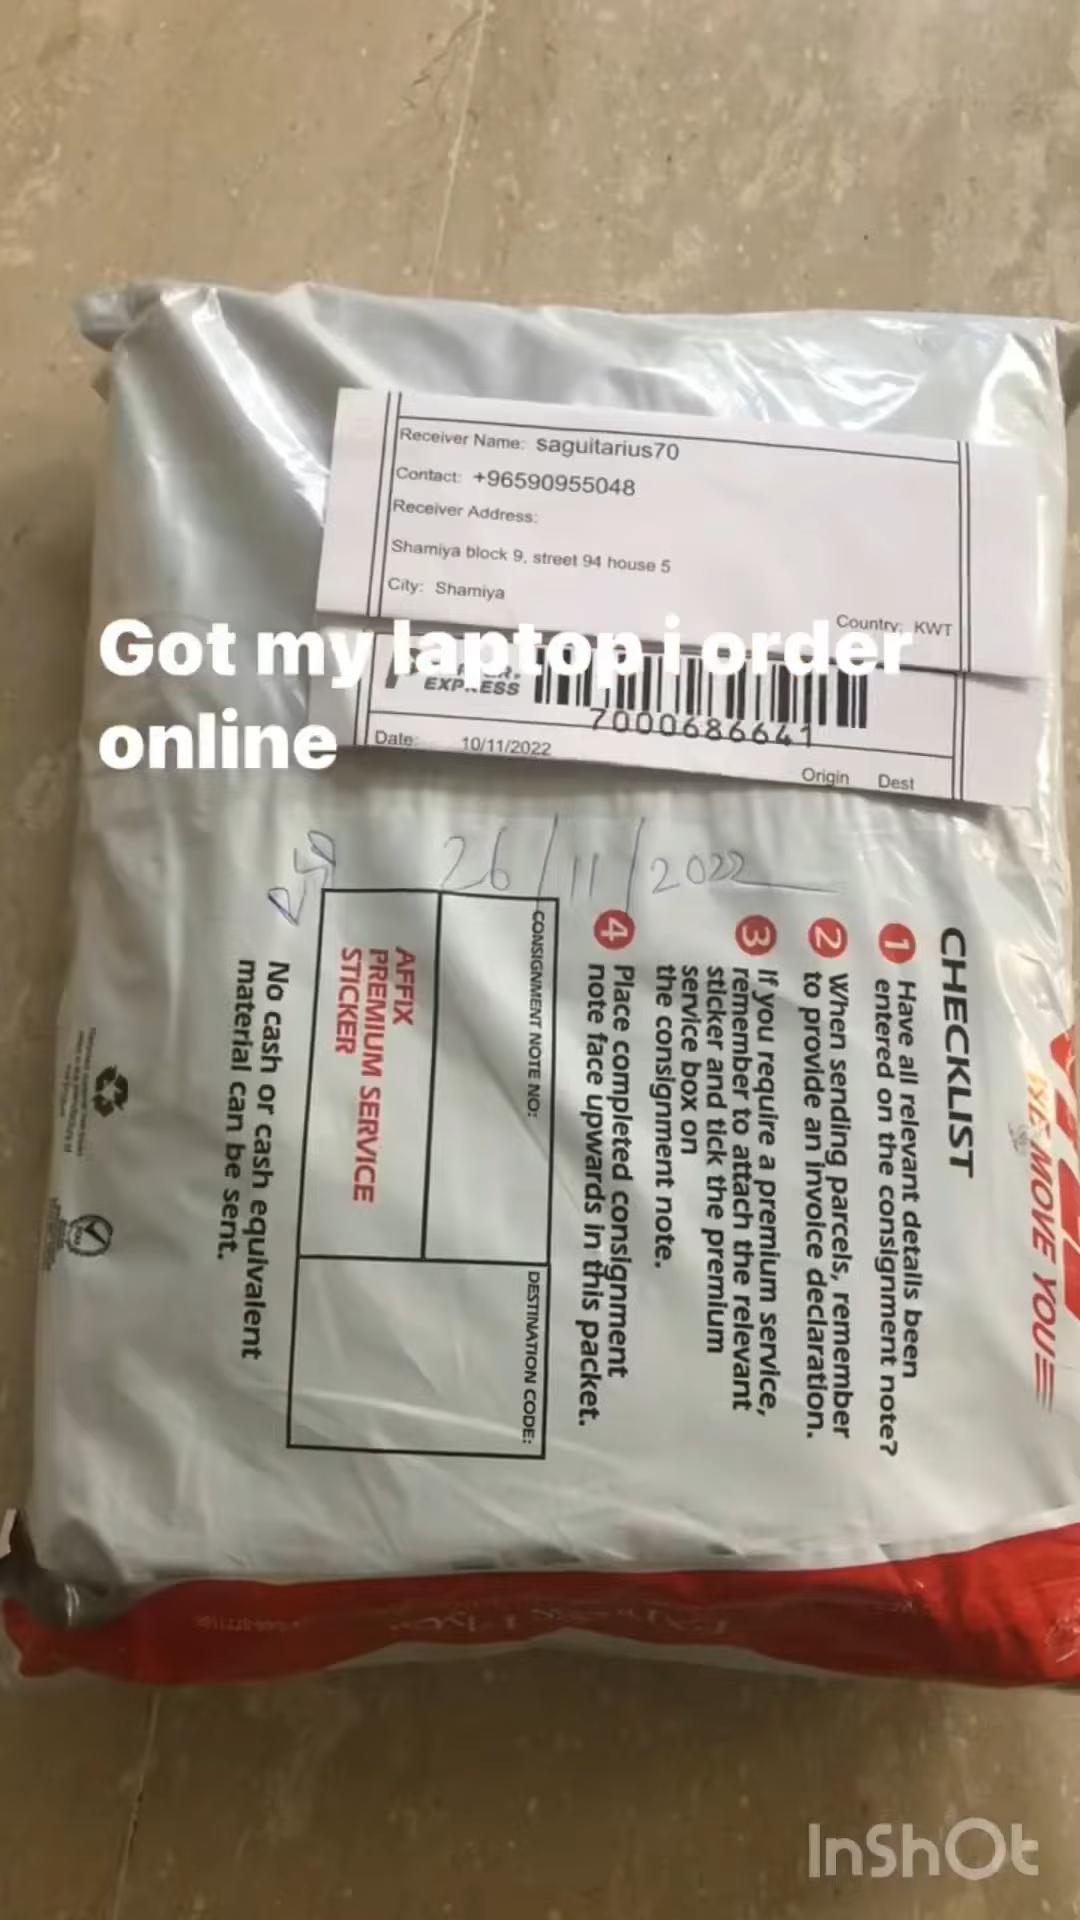 Receiver Name: saguitarius70
Contact: +96590955048
Receiver Address:
Shamiya block 9, street 94 house 5
City: Shamiya
Country: KWT
Got my laptop i order
online
EXPRESS
7000686641
Date: 10/11/2022
Origin Dest
26/11/2022
WE MOVE YOU
CHECKLIST
1 Have all relevant details been
entered on the consignment note?
2 When sending parcels, remember
to provide an invoice declaration.
3 If you require a premium service,
remember to attach the relevant
sticker and tick the premium
service box on
the consignment note.
4 Place completed consignment
note face upwards in this packet.
CONSIGNMENT NOTE NO:
DESTINATION CODE:
AFFIX
PREMIUM SERVICE
STICKER
No cash or cash equivalent
material can be sent.
InShOt